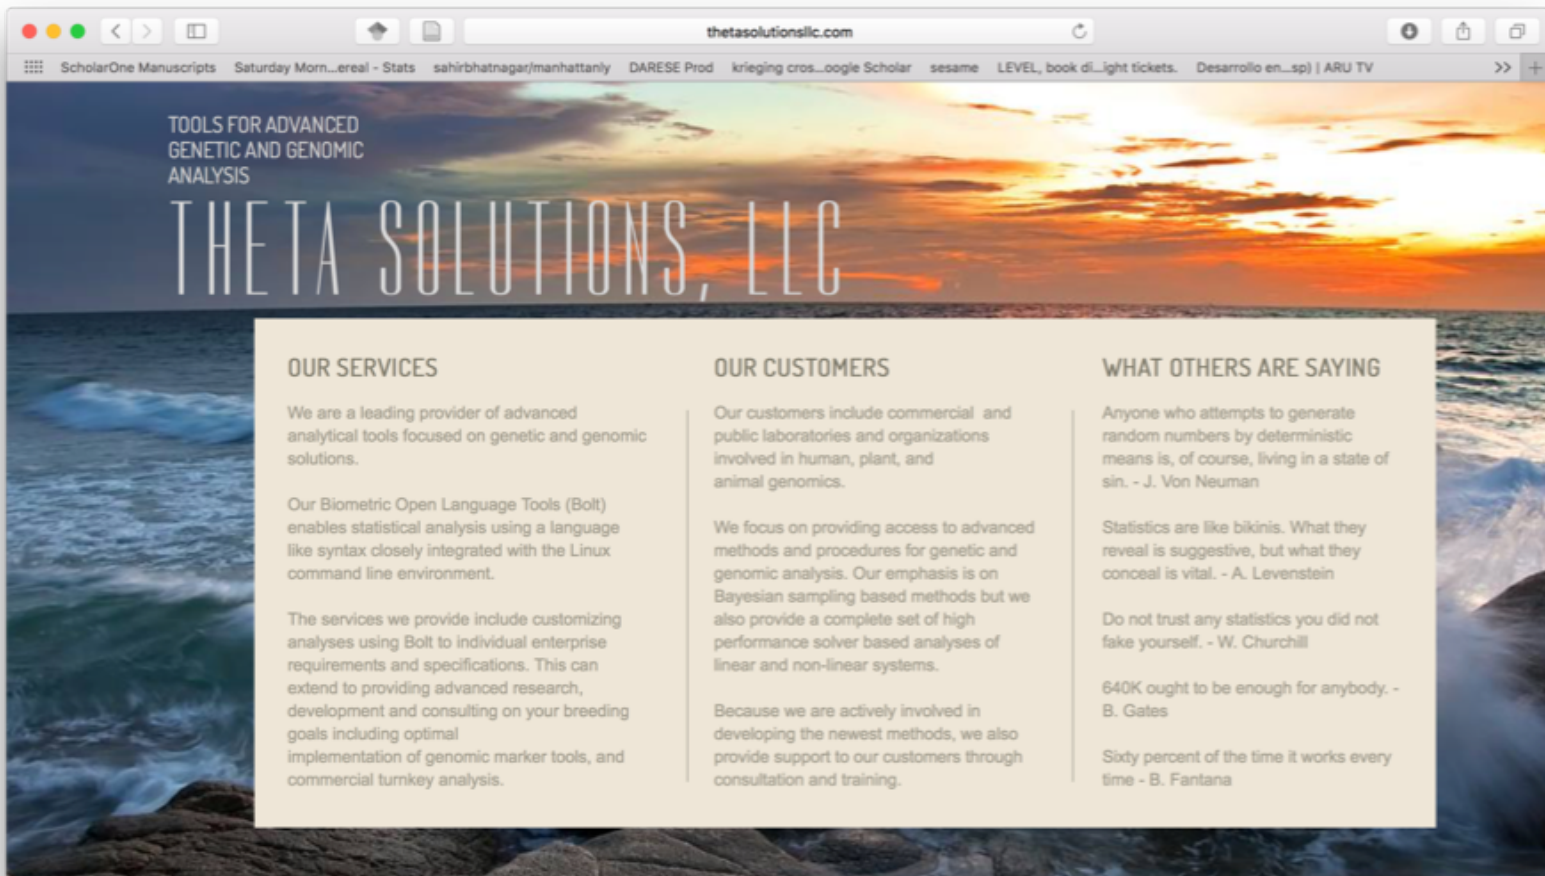 thetasolutionsllc.com
ScholarOne Manuscripts Saturday Morn...ereal - Stats sahirbhatnagar/manhattanly DARESE Prod krieging cros...oogle Scholar sesame LEVEL, book di...ight tickets. Desarrollo en...sp) | ARU TV >> +
TOOLS FOR ADVANCED
GENETIC AND GENOMIC
ANALYSIS
THETA SOLUTIONS, LLC
OUR SERVICES
We are a leading provider of advanced
analytical tools focused on genetic and genomic
solutions.
Our Biometric Open Language Tools (Bolt)
enables statistical analysis using a language
like syntax closely integrated with the Linux
command line environment.
The services we provide include customizing
analyses using Bolt to individual enterprise
requirements and specifications. This can
extend to providing advanced research,
development and consulting on your breeding
goals including optimal
implementation of genomic marker tools, and
commercial turnkey analysis.
OUR CUSTOMERS
Our customers include commercial and
public laboratories and organizations
involved in human, plant, and
animal genomics.
We focus on providing access to advanced
methods and procedures for genetic and
genomic analysis. Our emphasis is on
Bayesian sampling based methods but we
also provide a complete set of high
performance solver based analyses of
linear and non-linear systems.
Because we are actively involved in
developing the newest methods, we also
provide support to our customers through
consultation and training.
WHAT OTHERS ARE SAYING
Anyone who attempts to generate
random numbers by deterministic
means is, of course, living in a state of
sin. - J. Von Neuman
Statistics are like bikinis. What they
reveal is suggestive, but what they
conceal is vital. - A. Levenstein
Do not trust any statistics you did not
fake yourself. - W. Churchill
640K ought to be enough for anybody. -
B. Gates
Sixty percent of the time it works every
time - B. Fantana